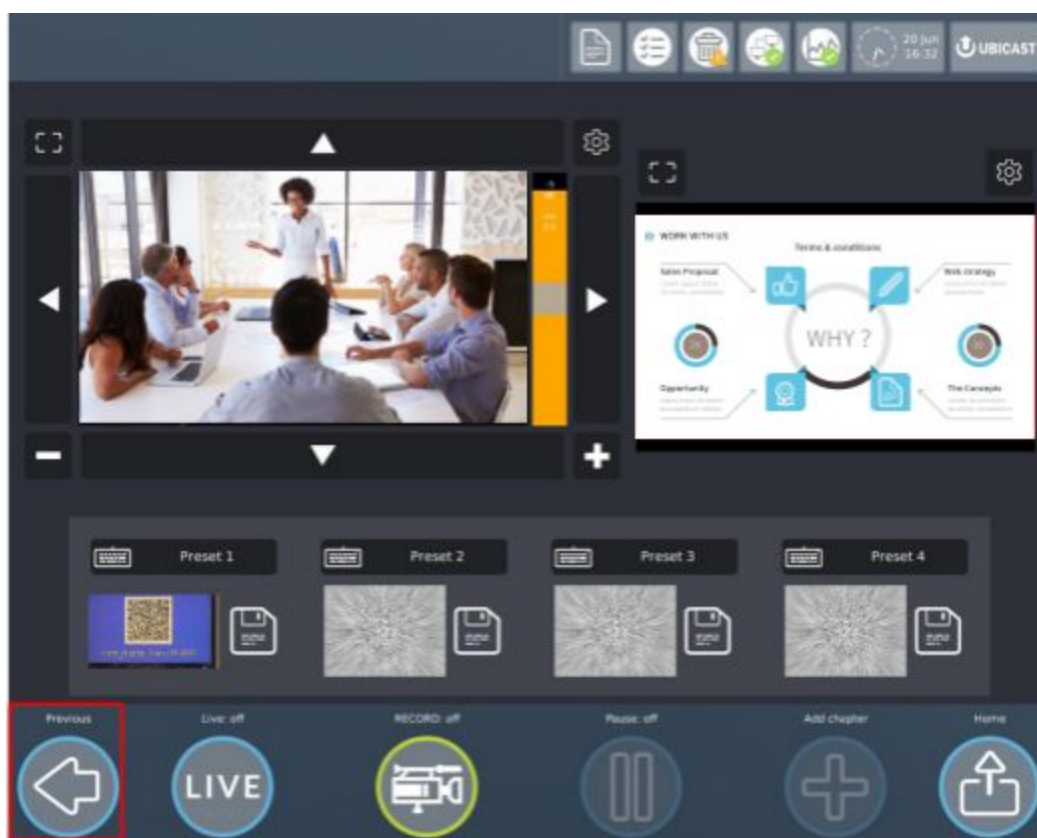 20 Jun
16:32
UBICAST
WORK WITH US
Terms & conditions
Sales Proposal
Web strategy
WHY ?
Opportunity
The Concepts
Preset 1
Preset 2
Preset 3
Preset 4
Previous
Live: off
RECORD: off
Pause: off
Add chapter
Home
LIVE